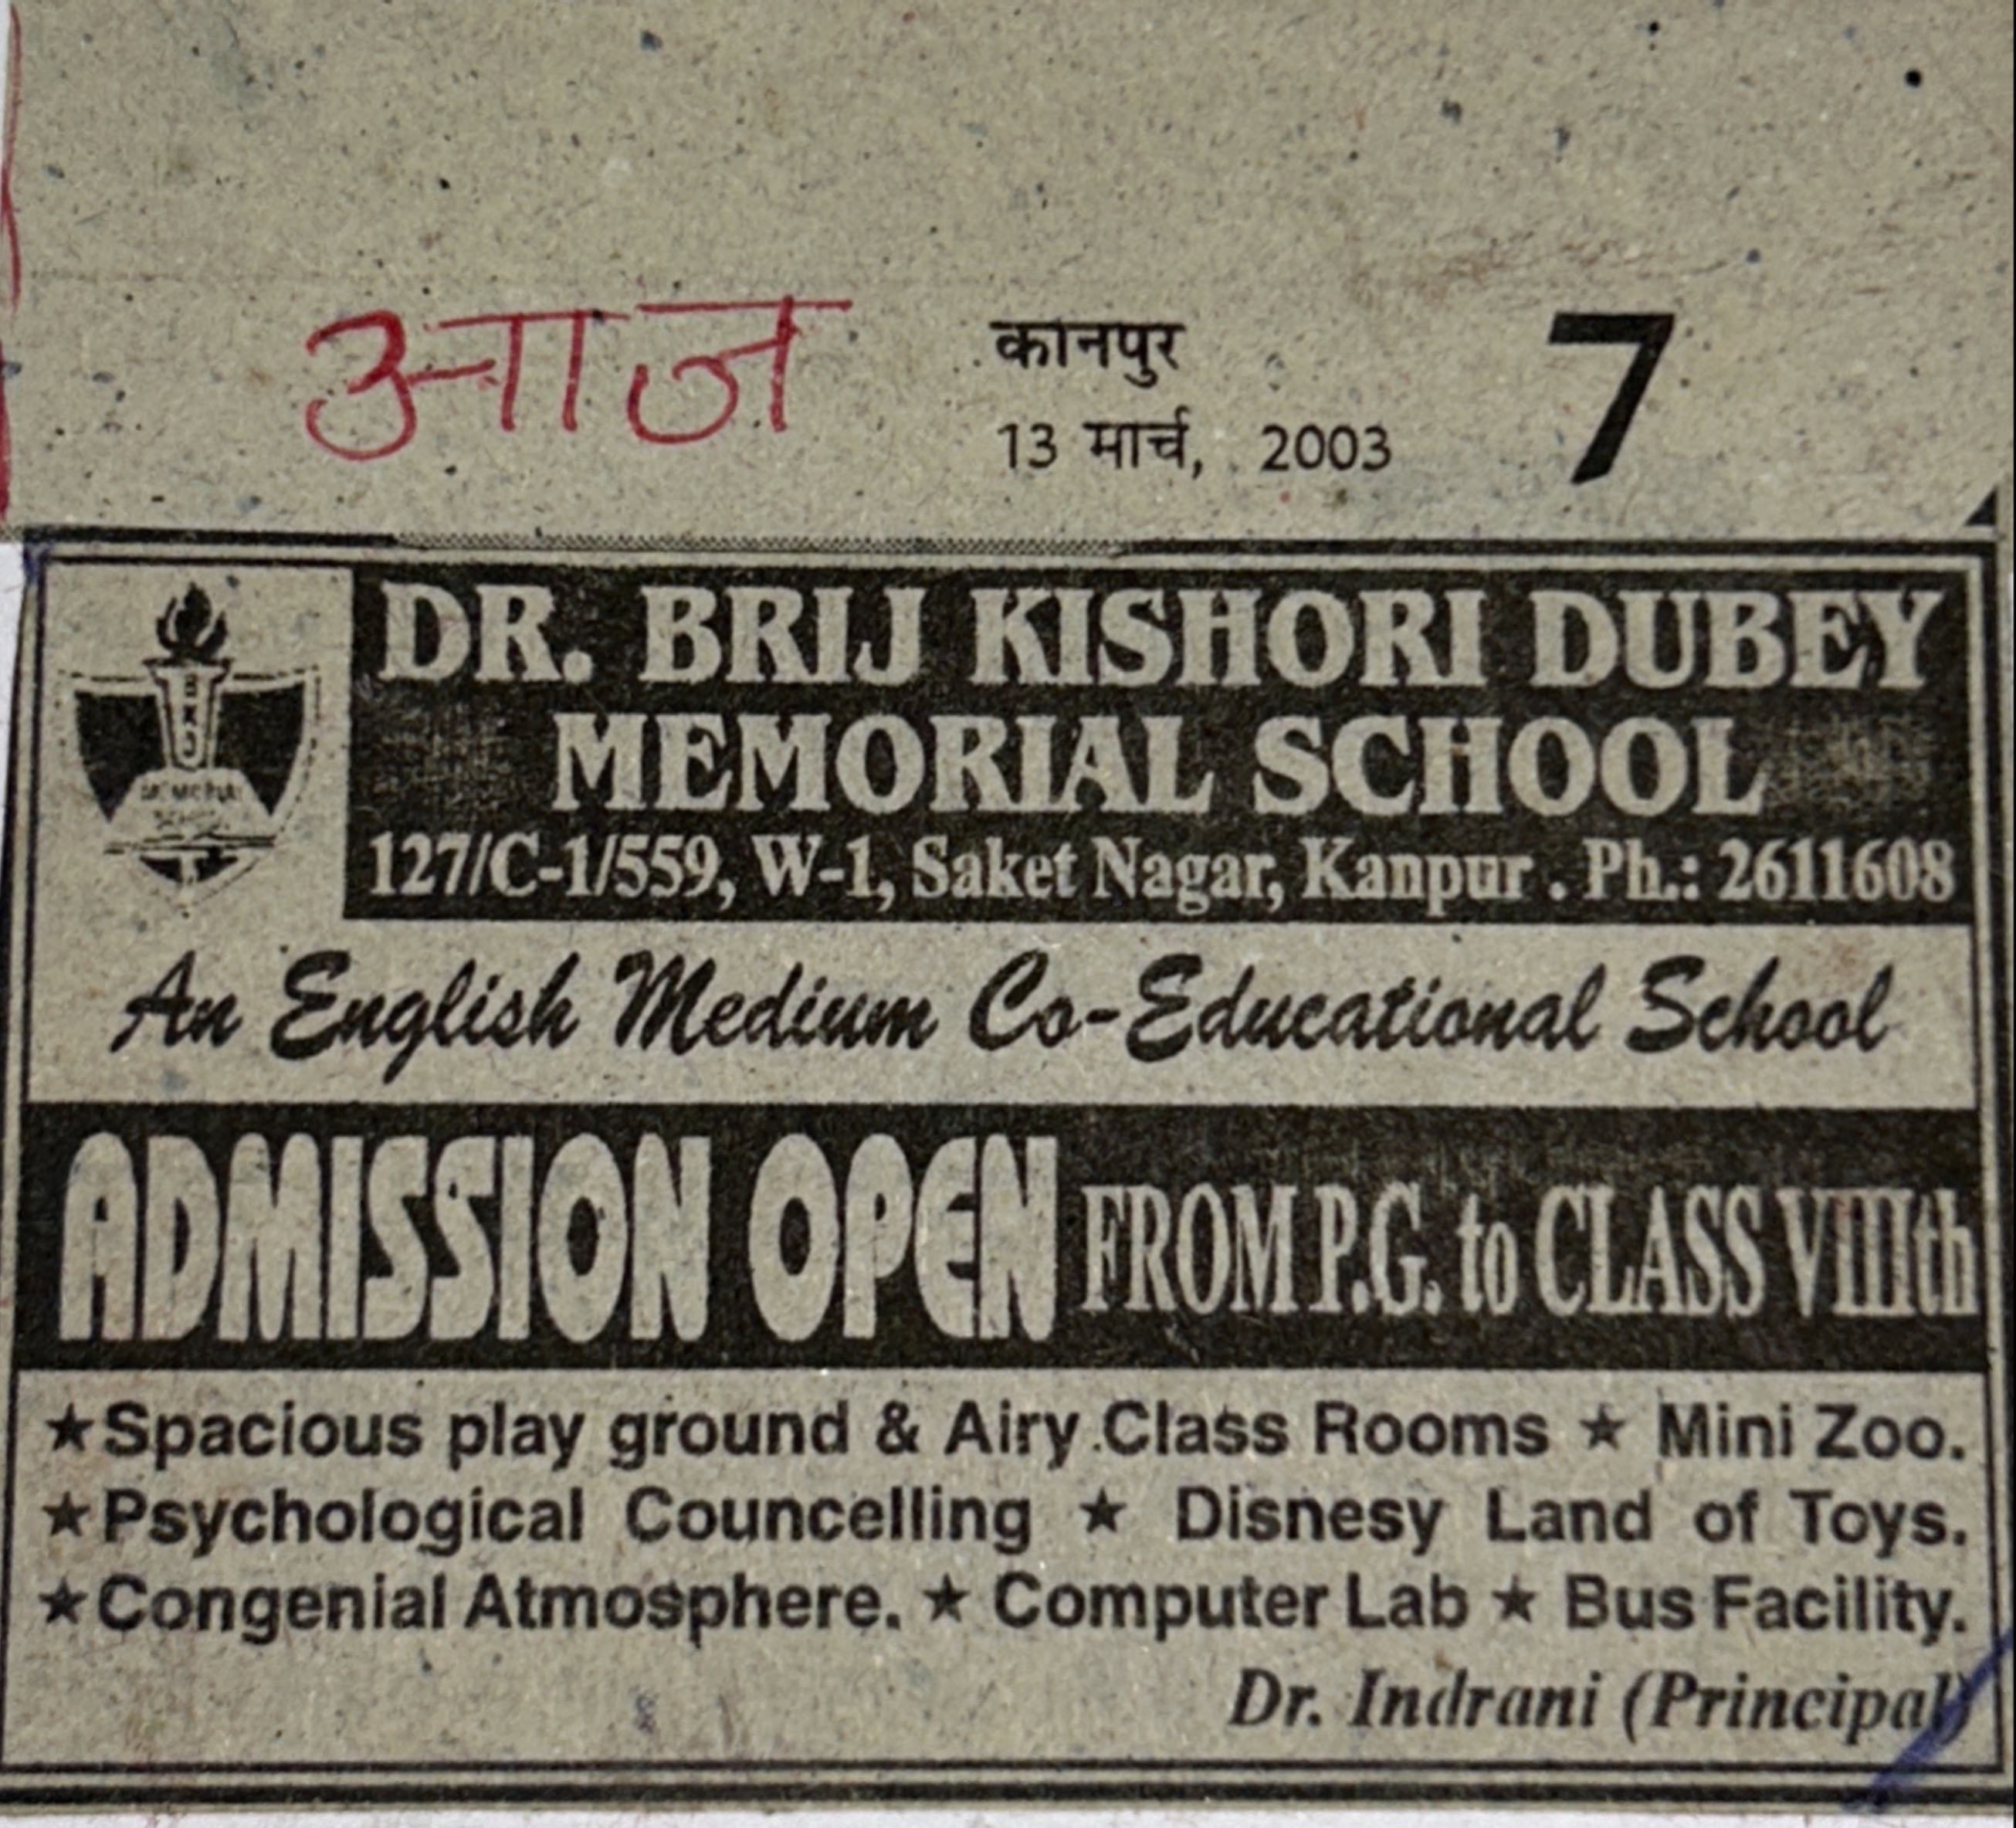 आज
कानपुर
13 मार्च, 2003
7
DR. BRIJ KISHORI DUBEY
MEMORIAL SCHOOL
127/C-1/559, W-1, Saket Nagar, Kanpur . Ph.: 2611608
MEMORIAL
SCHOOL
An English Medium Co-Educational School
ADMISSION OPEN FROM P.G. to CLASS VIIIth
★Spacious play ground & Airy Class Rooms ★ Mini Zoo.
★Psychological Councelling ★ Disnesy Land of Toys.
★Congenial Atmosphere. ★ Computer Lab ★ Bus Facility.
Dr. Indrani (Principal)